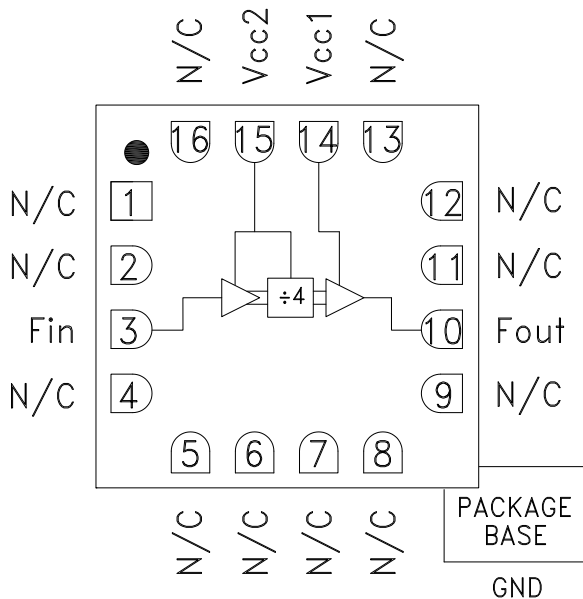 N/C
Vcc2
Vcc1
N/C
16
15
14
13
N/C 1
12 N/C
N/C 2
11 N/C
Fin 3
÷4
10 Fout
N/C 4
9 N/C
5
6
7
8
N/C
N/C
N/C
N/C
PACKAGE
BASE
GND